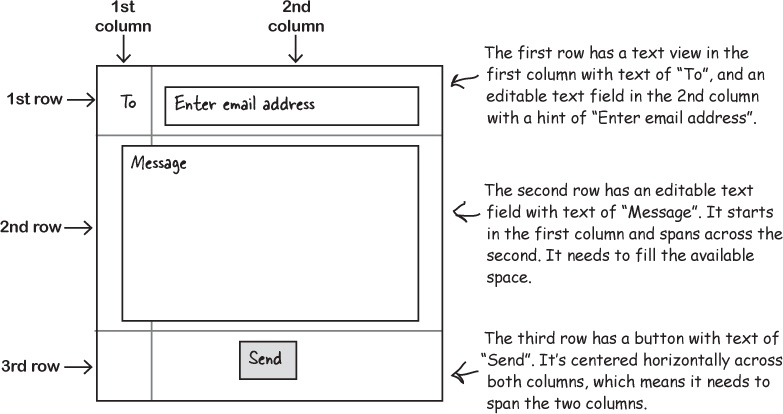 1st
column
2nd
column
1st row
To
Enter email address
The first row has a text view in the
first column with text of “To”, and an
editable text field in the 2nd column
with a hint of “Enter email address”.
2nd row
Message
The second row has an editable text
field with text of “Message”. It starts
in the first column and spans across the
second. It needs to fill the available
space.
3rd row
Send
The third row has a button with text of
“Send”. It’s centered horizontally across
both columns, which means it needs to
span the two columns.